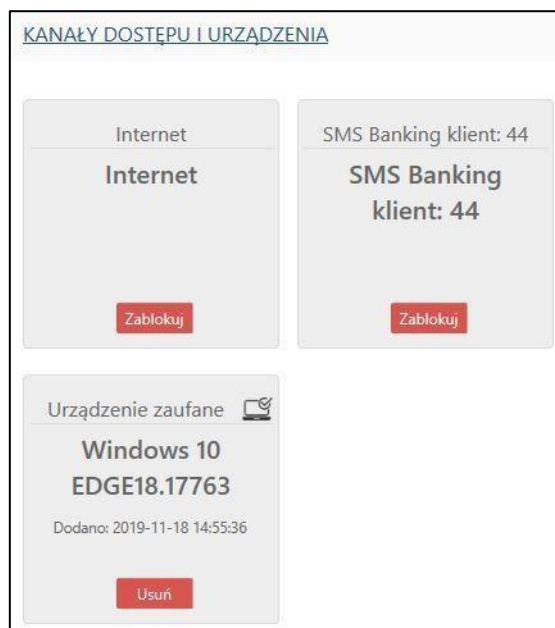 KANAŁY DOSTĘPU I URZĄDZENIA
Internet
Internet
Zablokuj
SMS Banking klient: 44
SMS Banking
klient: 44
Zablokuj
Urządzenie zaufane
Windows 10
EDGE18.17763
Dodano: 2019-11-18 14:55:36
Usuń